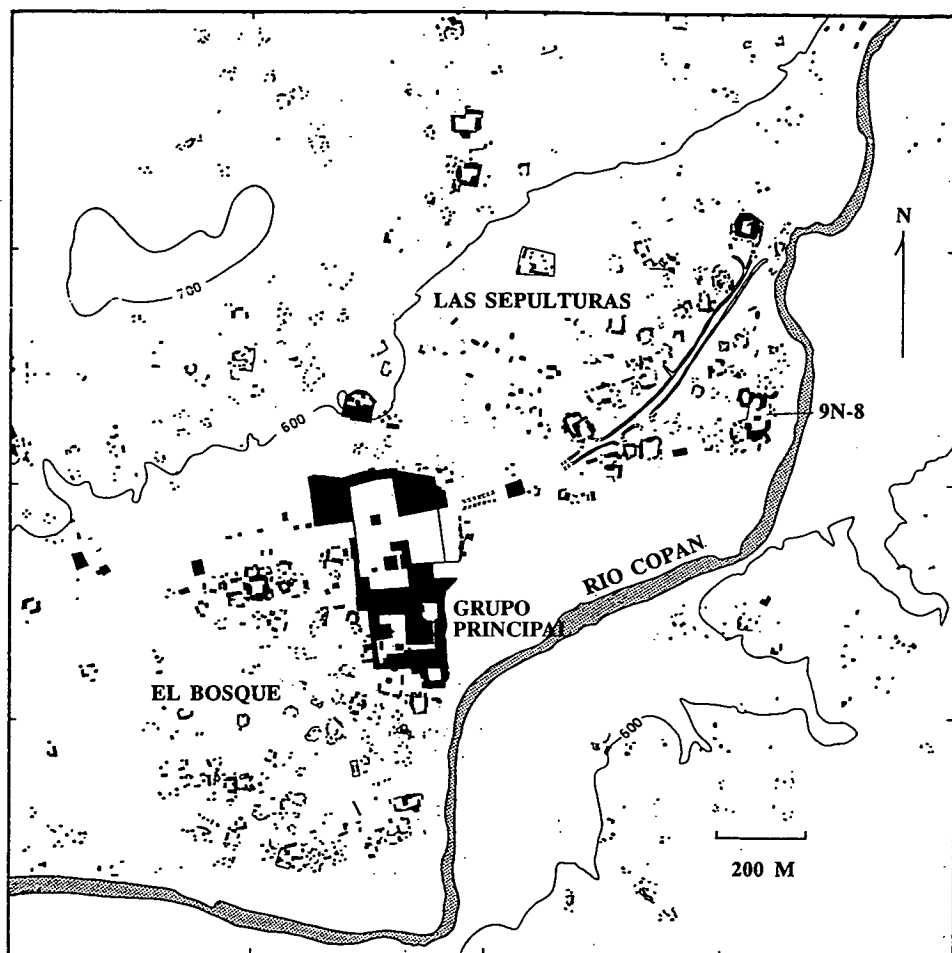 N
700
LAS SEPULTURAS
9N-8
600
RIO COPAN
GRUPO
PRINCIPAL
EL BOSQUE
600
200 M